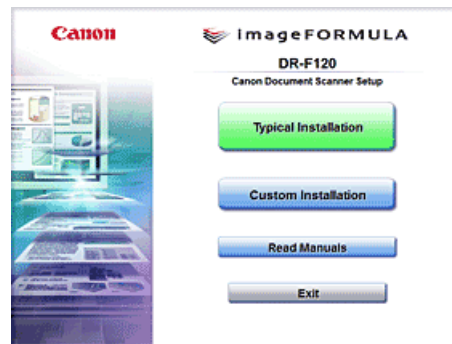 Canon
imageFORMULA
DR-F120
Canon Document Scanner Setup
Typical Installation
Custom Installation
Read Manuals
Exit